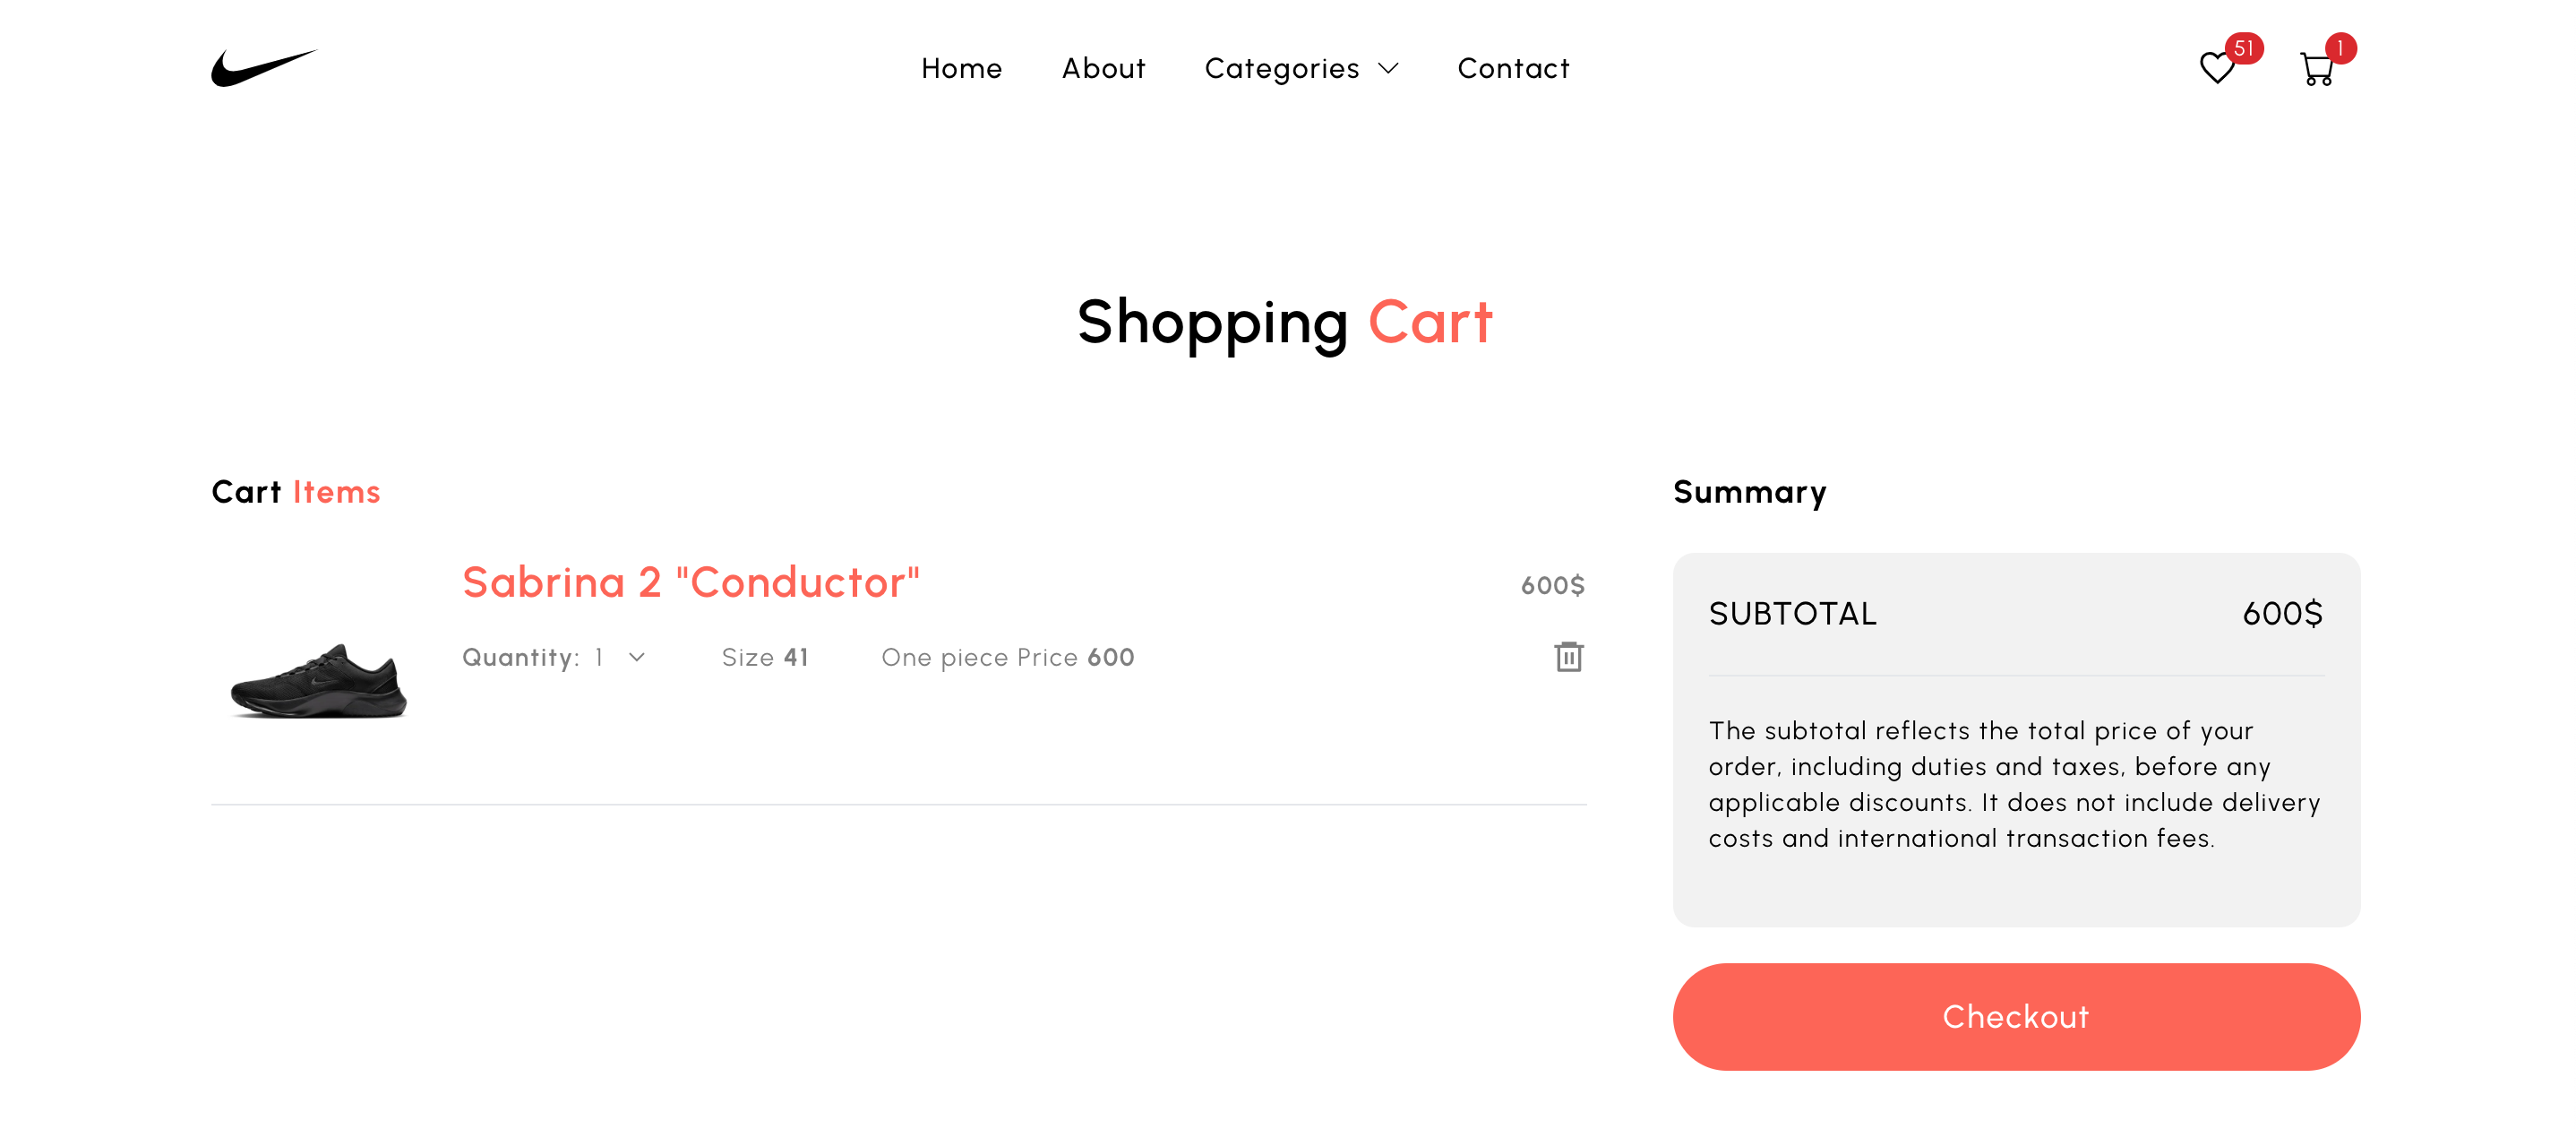 Home About Categories Contact 51 1
Shopping Cart
Cart Items
Sabrina 2 "Conductor" 600$
Quantity: 1 Size 41 One piece Price 600
Summary
SUBTOTAL 600$
The subtotal reflects the total price of your
order, including duties and taxes, before any
applicable discounts. It does not include delivery
costs and international transaction fees.
Checkout